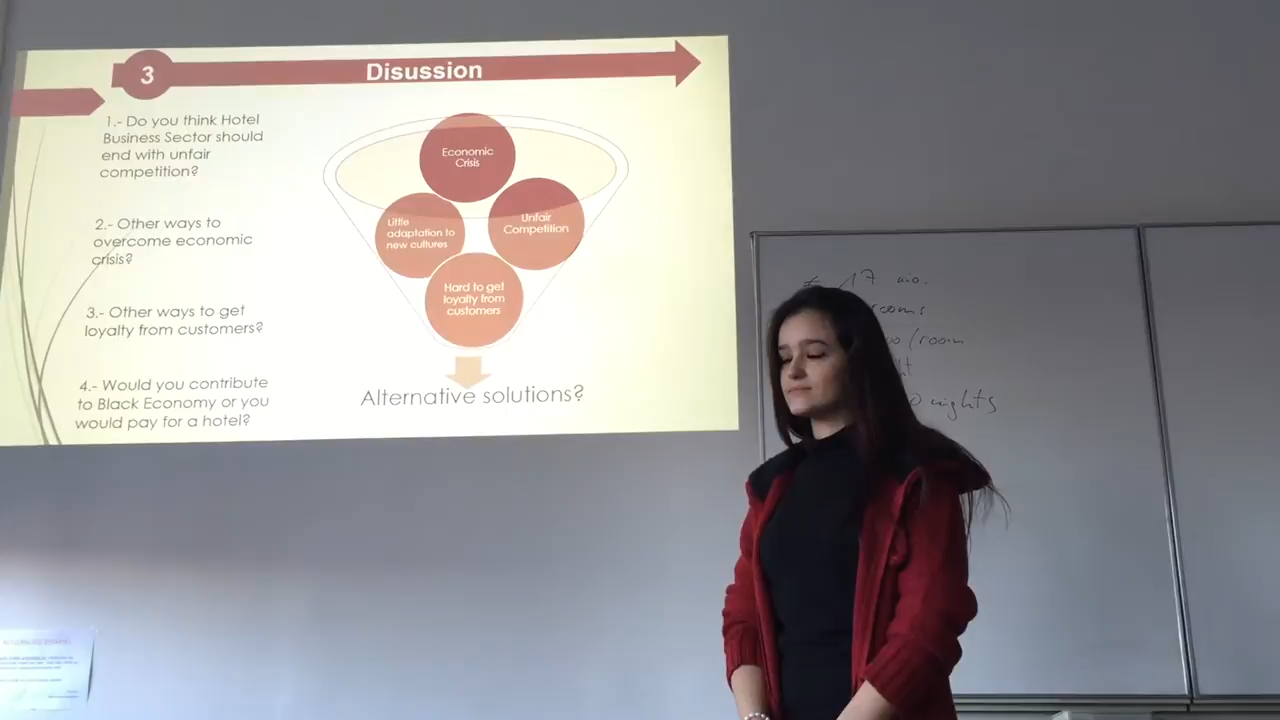 3
Disussion
1.- Do you think Hotel
Business Sector should
end with unfair
competition?
2.- Other ways to
overcome economic
crisis?
3.- Other ways to get
loyalty from customers?
4.- Would you contribute
to Black Economy or you
would pay for a hotel?
Economic
Crisis
Little
adaptation to
new cultures
Unfair
Competition
Hard to get
loyalty from
customers
Alternative solutions?
17 mio.
rooms
/room
nights